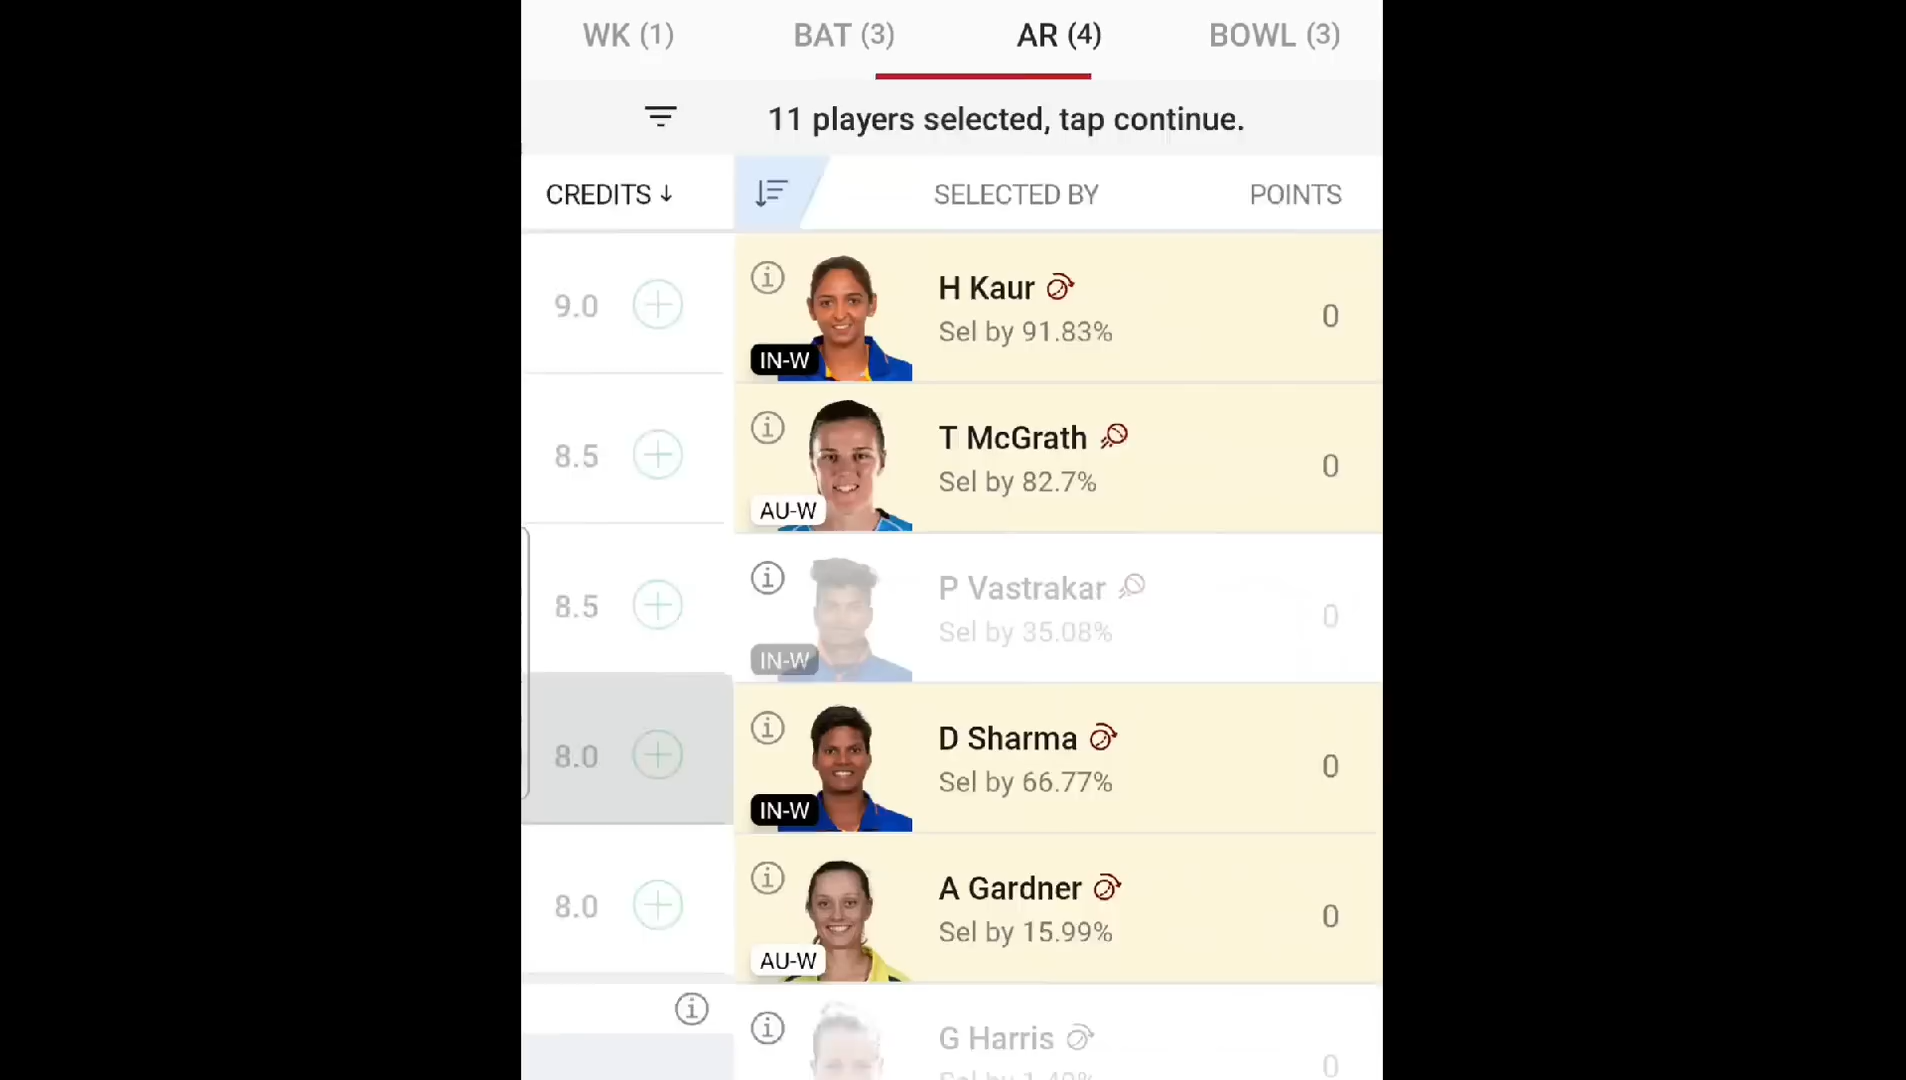 WK (1) BAT (3) AR (4) BOWL (3)
11 players selected, tap continue.
CREDITS ↓ SELECTED BY POINTS
9.0 H Kaur
Sel by 91.83% 0
IN-W
8.5 T McGrath
Sel by 82.7% 0
AU-W
8.5 P Vastrakar
Sel by 35.08% 0
IN-W
8.0 D Sharma
Sel by 66.77% 0
IN-W
8.0 A Gardner
Sel by 15.99% 0
AU-W
G Harris
0